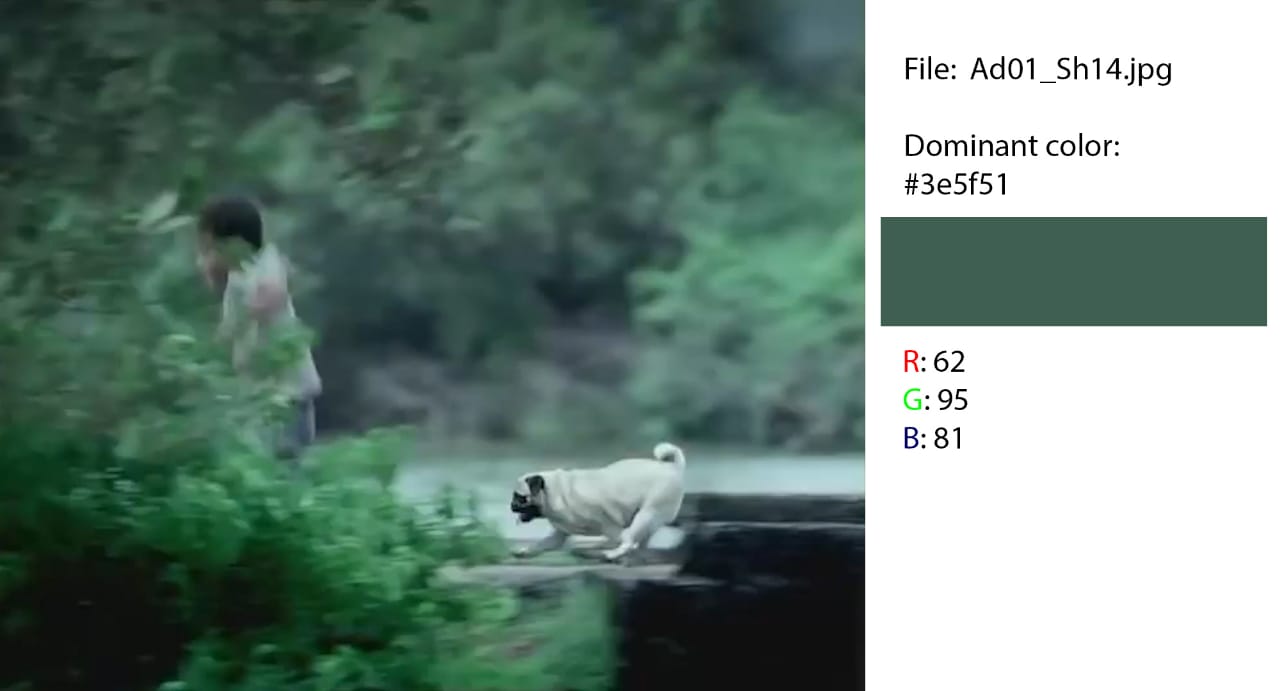 File: Ad01_Sh14.jpg
Dominant color:
#3e5f51
R: 62
G: 95
B: 81